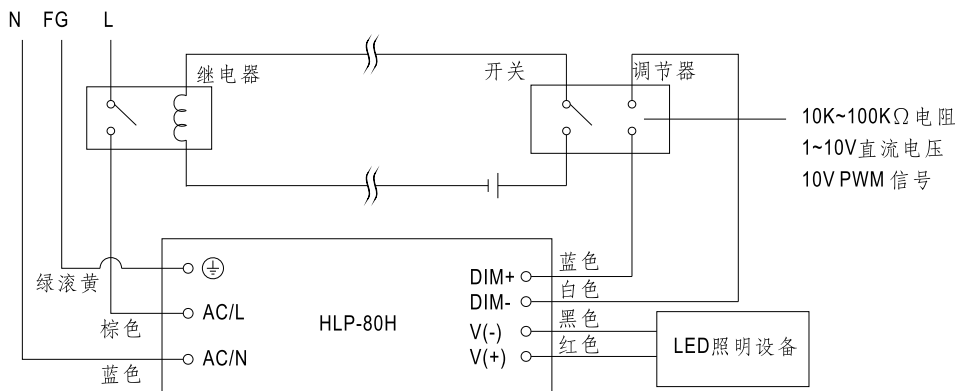 N FG L
继电器
开关
调节器
10K~100KΩ电阻
1~10V直流电压
10V PWM 信号
绿滚黄
棕色 AC/L
蓝色 AC/N
HLP-80H
DIM+ 蓝色
DIM- 白色
V(-) 黑色
V(+) 红色
LED照明设备